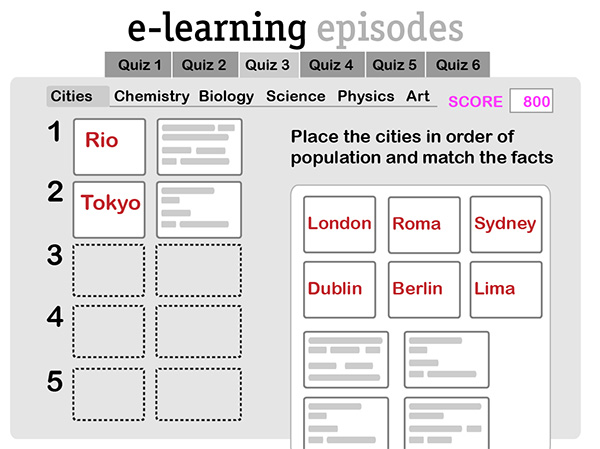 e-learning episodes
Quiz 1 Quiz 2 Quiz 3 Quiz 4 Quiz 5 Quiz 6
Cities Chemistry Biology Science Physics Art SCORE 800
Place the cities in order of
population and match the facts
1 Rio
2 Tokyo
3
4
5
London Roma Sydney
Dublin Berlin Lima